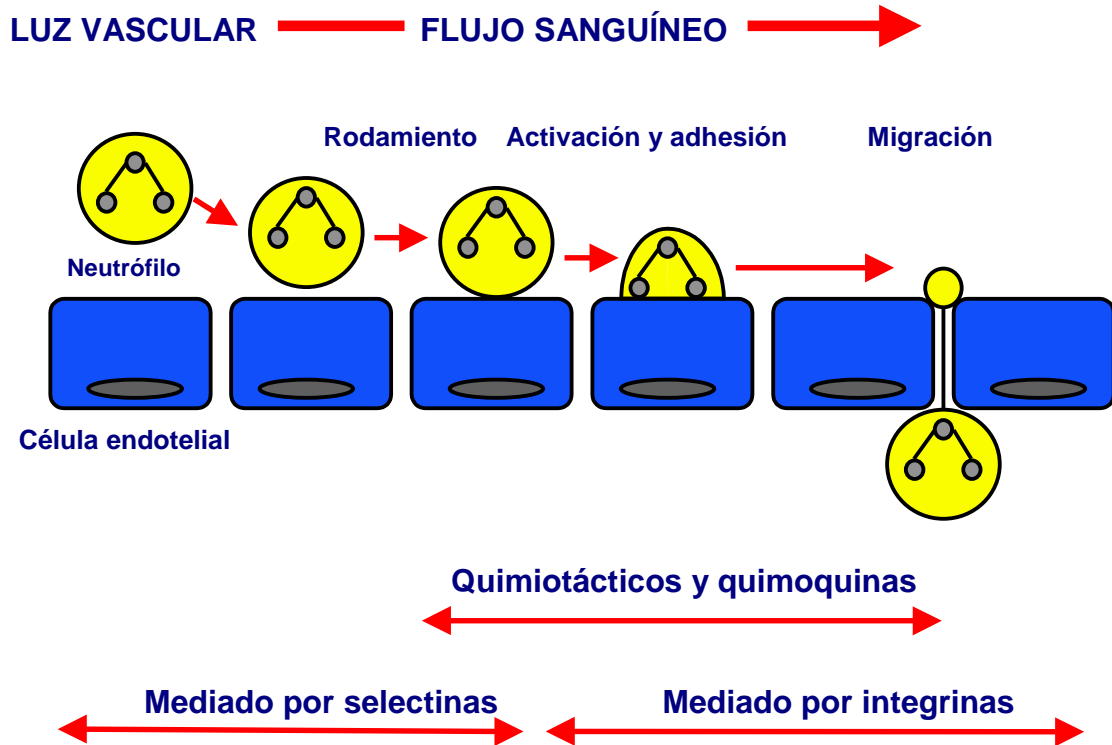 LUZ VASCULAR FLUJO SANGUÍNEO
Rodamiento Activación y adhesión Migración
Neutrófilo
Célula endotelial
Quimiotácticos y quimoquinas
Mediado por selectinas Mediado por integrinas